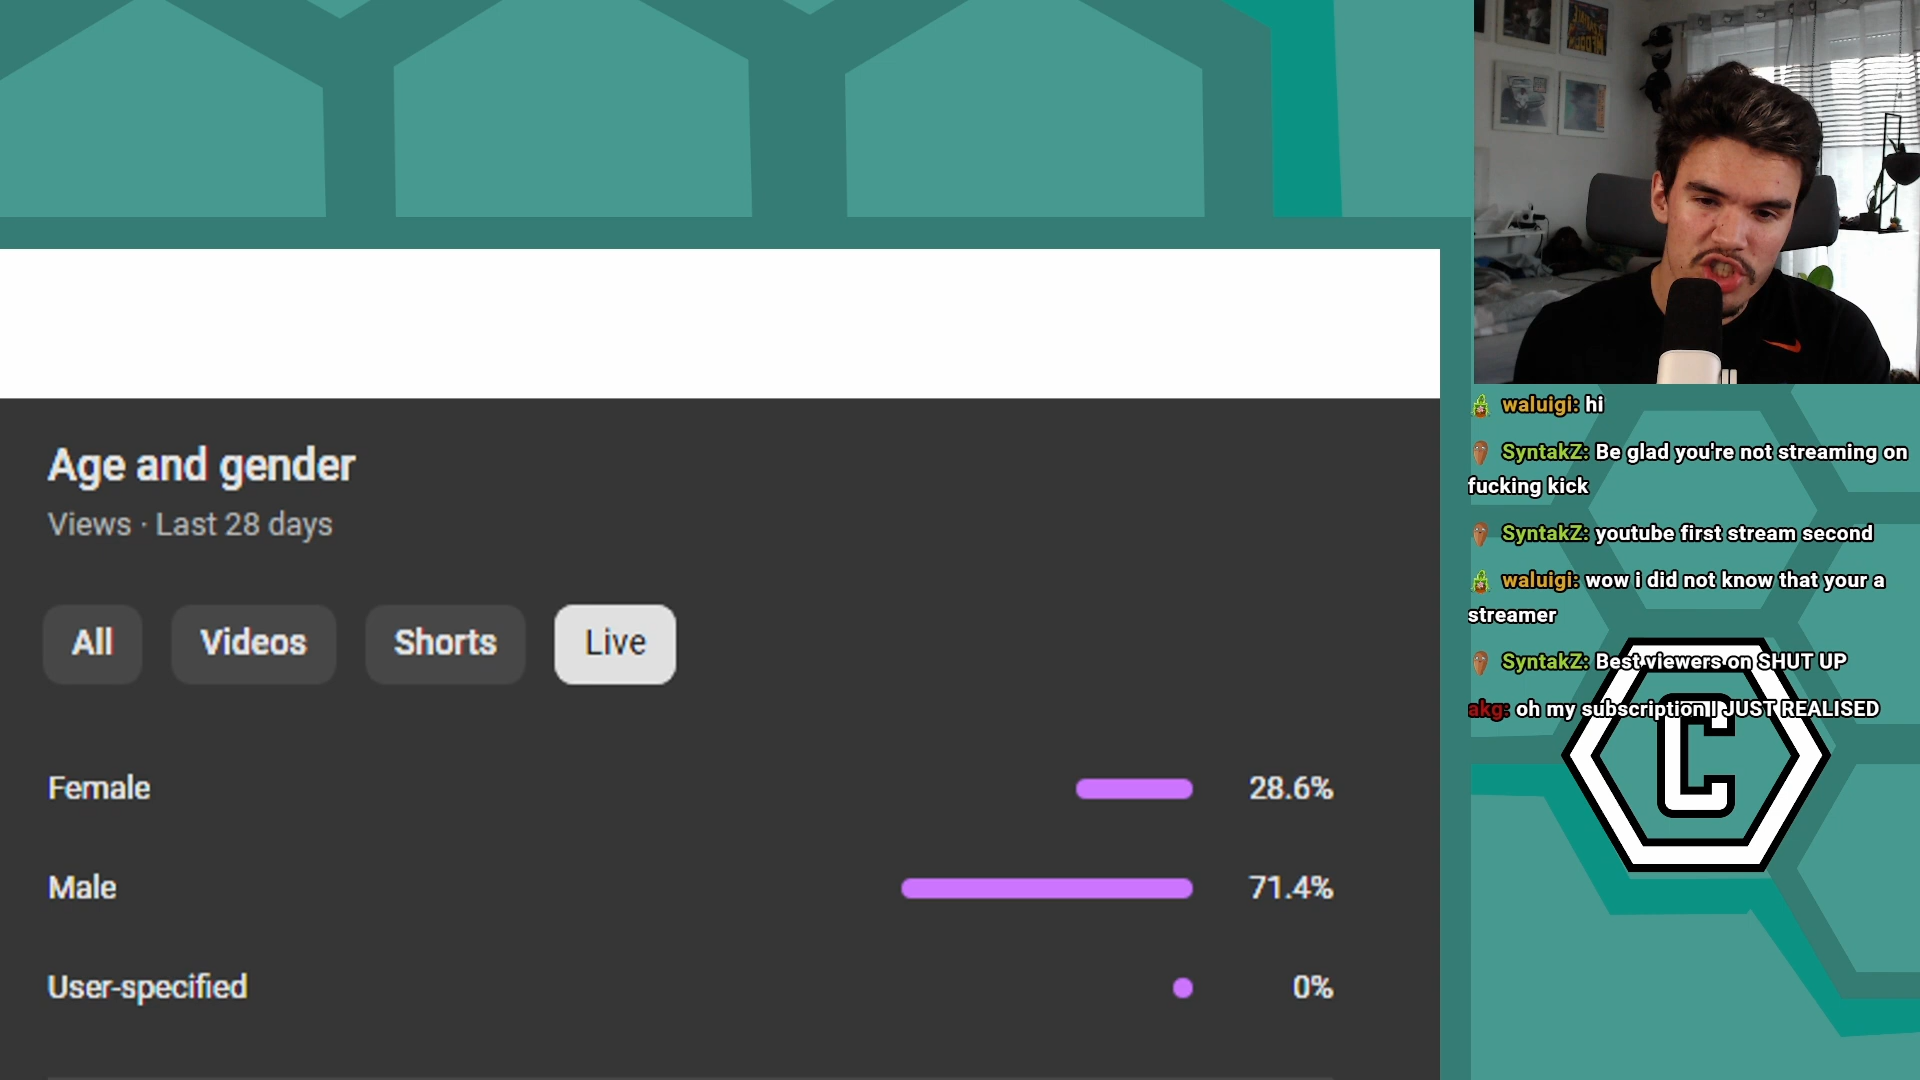 Age and gender
Views · Last 28 days
All Videos Shorts Live
Female 28.6%
Male 71.4%
User-specified 0%
waluigi: hi
SyntakZ: Be glad you're not streaming on
fucking kick
SyntakZ: youtube first stream second
waluigi: wow i did not know that your a
streamer
SyntakZ: Best viewers on SHUT UP
akg: oh my subscription I JUST REALISED
C